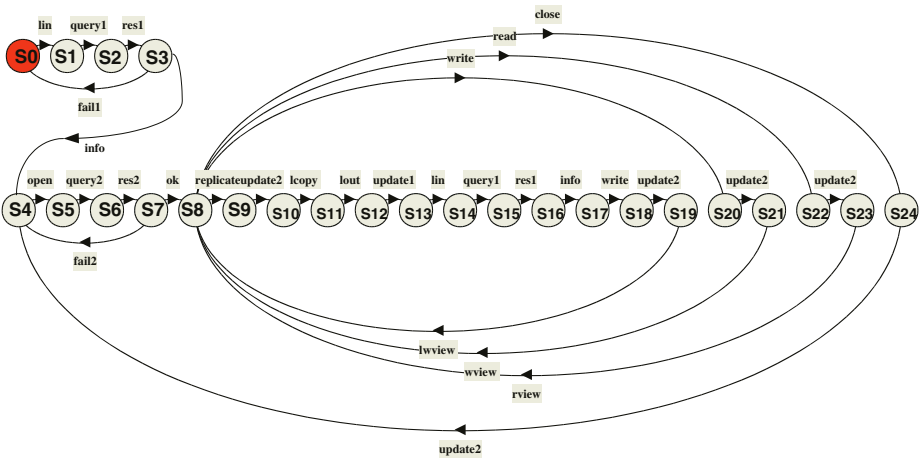 close
lin query1 res1
read
S0 S1 S2 S3
write
fail1
info
open query2 res2 ok replicate update2 lcopy lout update1 lin query1 res1 info write update2 update2 update2
S4 S5 S6 S7 S8 S9 S10 S11 S12 S13 S14 S15 S16 S17 S18 S19 S20 S21 S22 S23 S24
fail2
lwview
wview
rview
update2